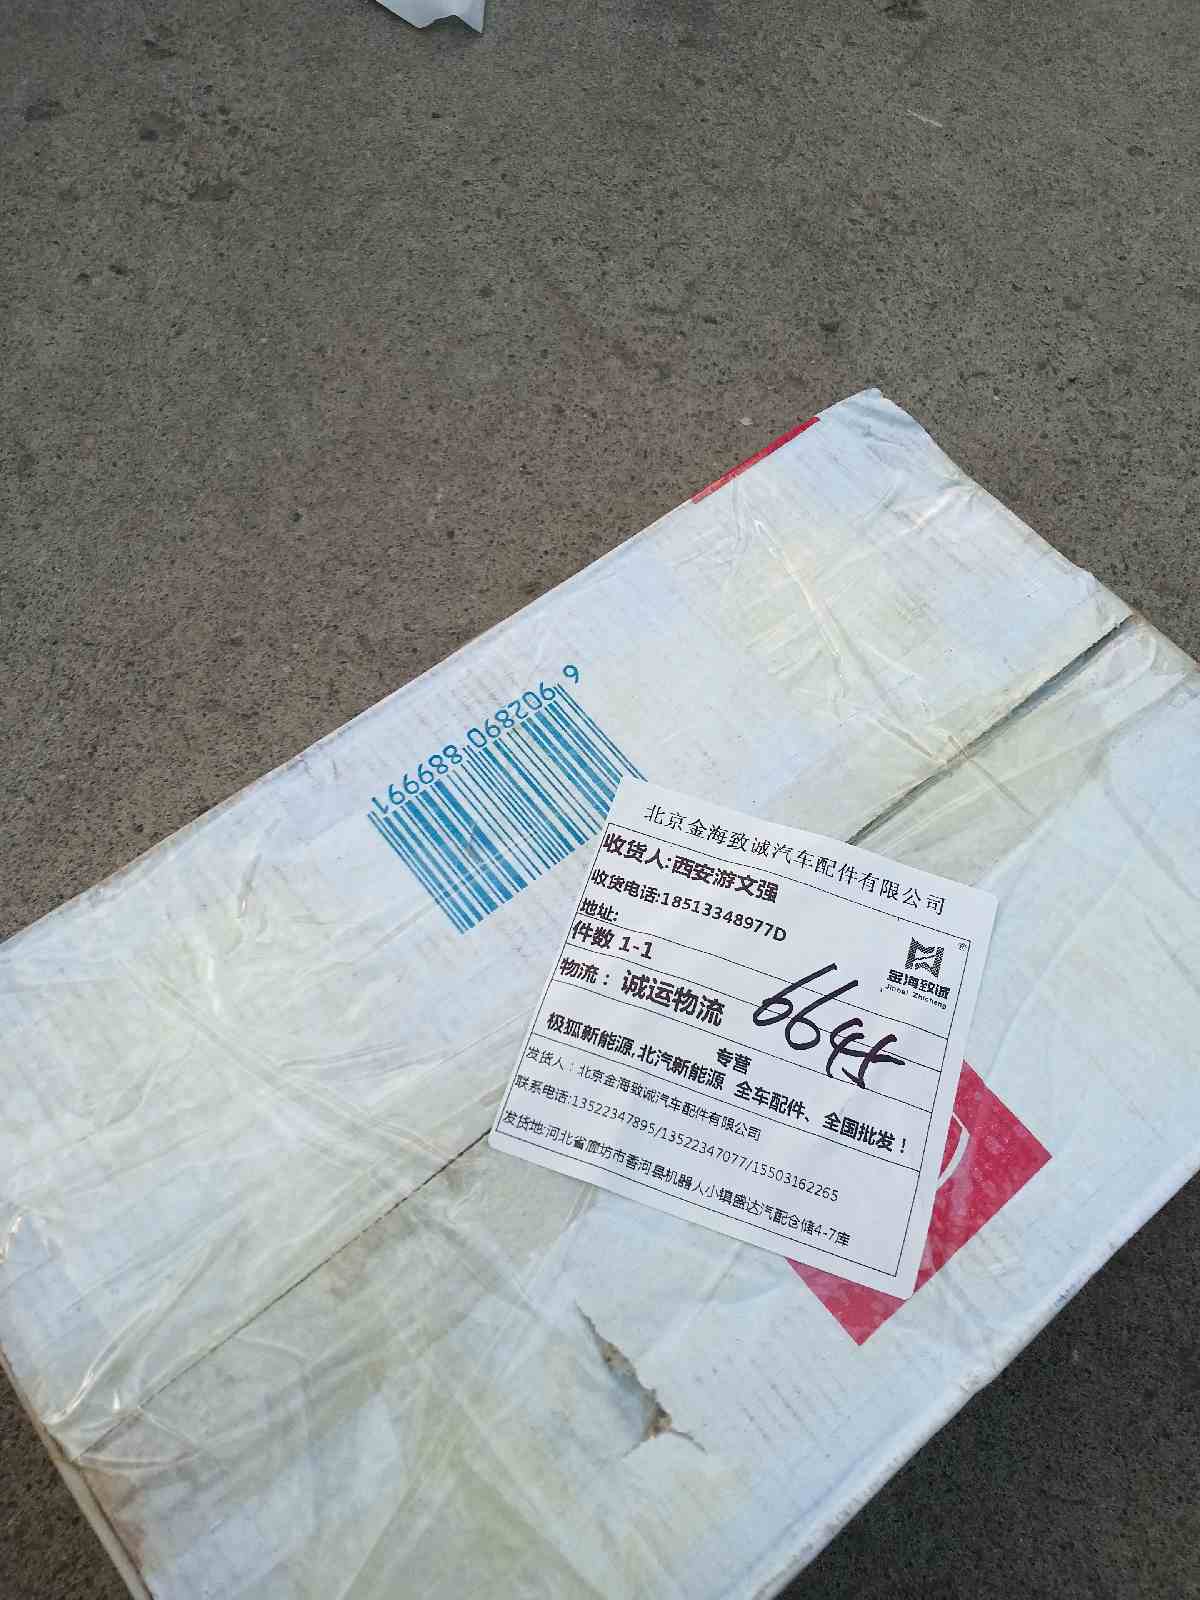 6 902890 889991
北京金海致诚汽车配件有限公司
收货人:西安游文强
收货电话:18513348977D
地址:
件数 1-1
物流： 诚运物流
6645
金海致诚
Jinhai Zhicheng
专营
极狐新能源,北汽新能源 全车配件、全国批发！
发货人：北京金海致诚汽车配件有限公司
联系电话:13522347895/13522347077/15503162265
发货地:河北省廊坊市香河县机器人小镇盛达汽配仓储4-7库